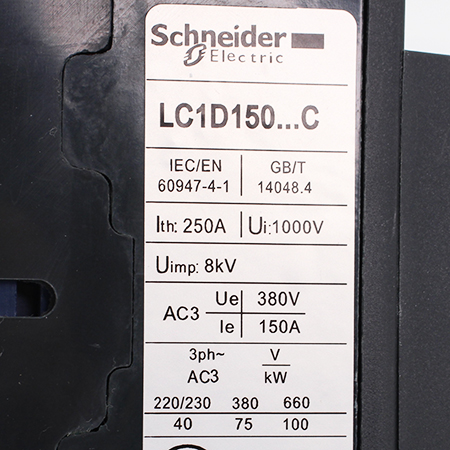 Schneider
Electric
LC1D150...C
IEC/EN GB/T
60947-4-1 14048.4
Ith: 250A Ui:1000V
Uimp: 8kV
AC3 Ue 380V
Ie 150A
3ph~ V
AC3 kW
220/230 380 660
40 75 100